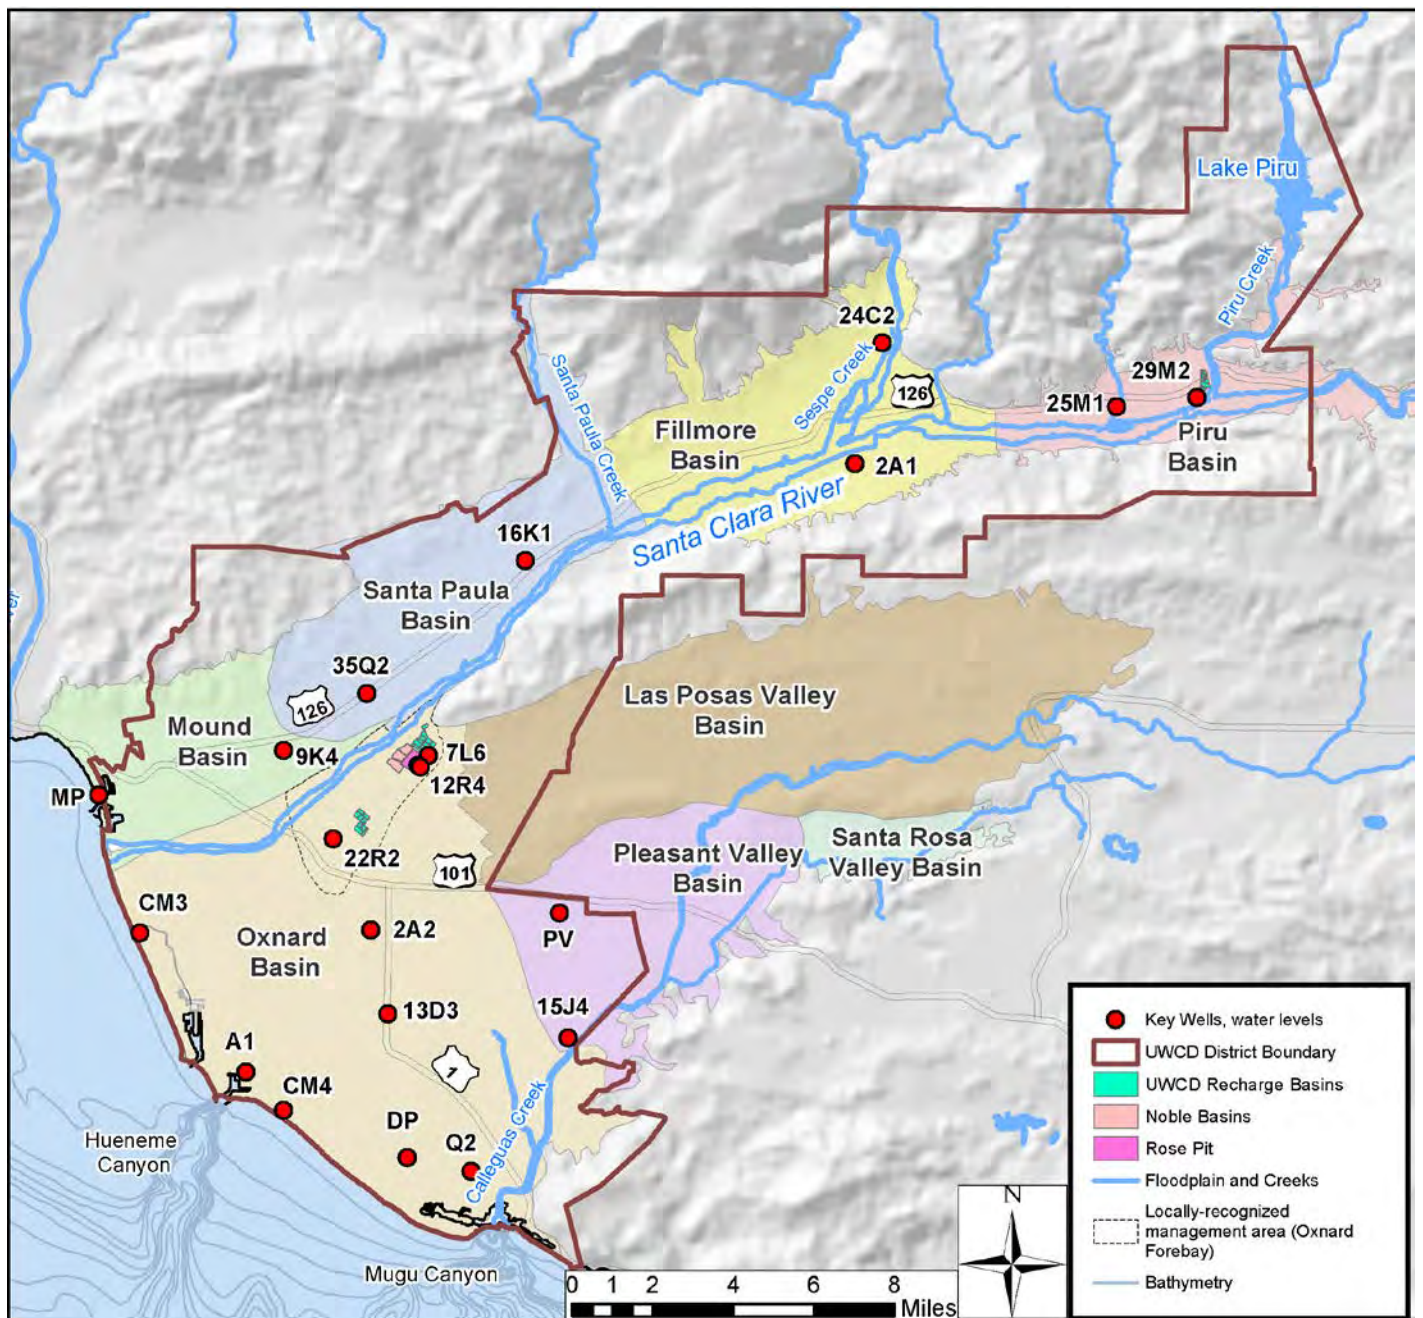 Lake Piru
Piru Creek
24C2
Sespe Creek
126
29M2
25M1
Piru
Basin
Santa Paula Creek
Fillmore
Basin
2A1
Santa Clara River
16K1
Santa Paula
Basin
35Q2
126
Mound
Basin
9K4
7L6
12R4
MP
22R2
101
Las Posas Valley
Basin
Pleasant Valley
Basin
Santa Rosa
Valley Basin
CM3
2A2
Oxnard
Basin
PV
13D3
15J4
A1
CM4
1
DP
Q2
Calleguas Creek
Hueneme
Canyon
Mugu Canyon
N
0 1 2 4 6 8
Miles
Key Wells, water levels
UWCD District Boundary
UWCD Recharge Basins
Noble Basins
Rose Pit
Floodplain and Creeks
Locally-recognized
management area (Oxnard
Forebay)
Bathymetry